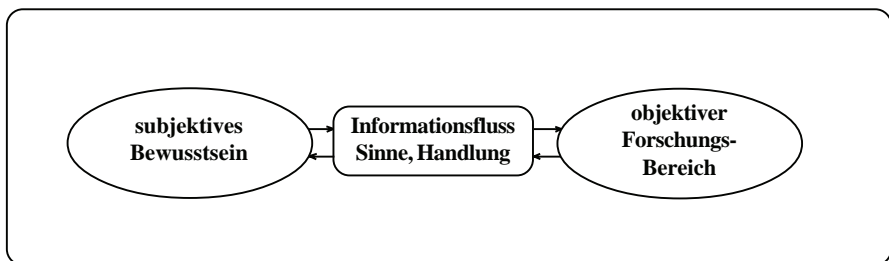 subjektives
Bewusstsein
Informationsfluss
Sinne, Handlung
objektiver
Forschungs-
Bereich